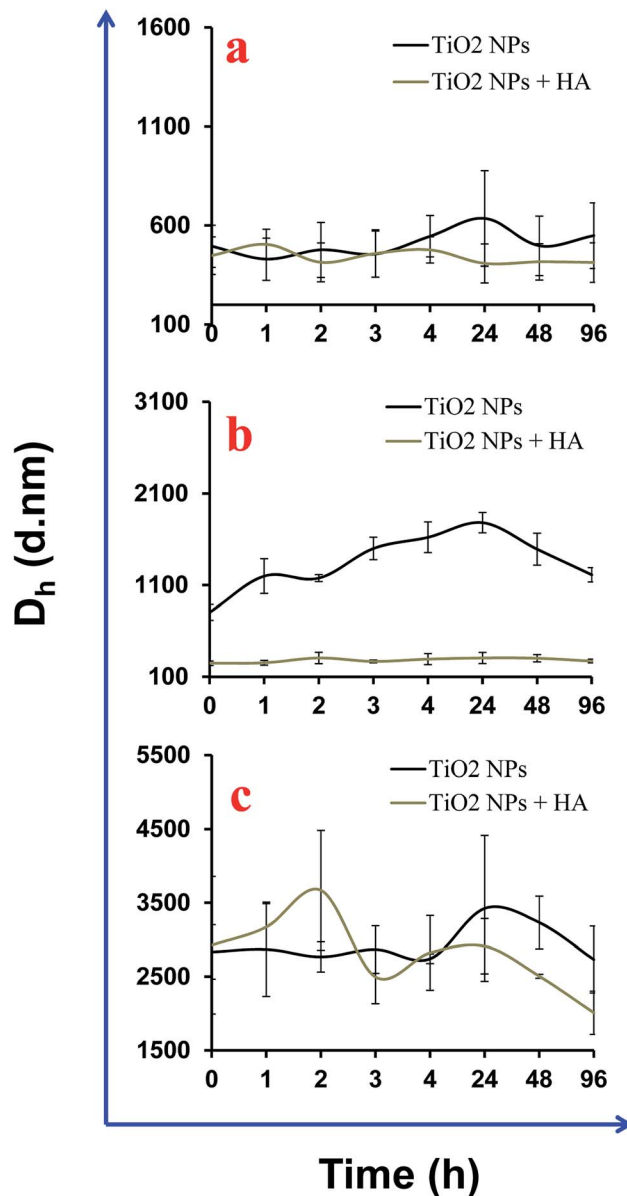 a
TiO2 NPs
TiO2 NPs + HA
1600
1100
600
100
0 1 2 3 4 24 48 96
b
TiO2 NPs
TiO2 NPs + HA
3100
2100
1100
100
0 1 2 3 4 24 48 96
c
TiO2 NPs
TiO2 NPs + HA
5500
4500
3500
2500
1500
0 1 2 3 4 24 48 96
Dh (d.nm)
Time (h)